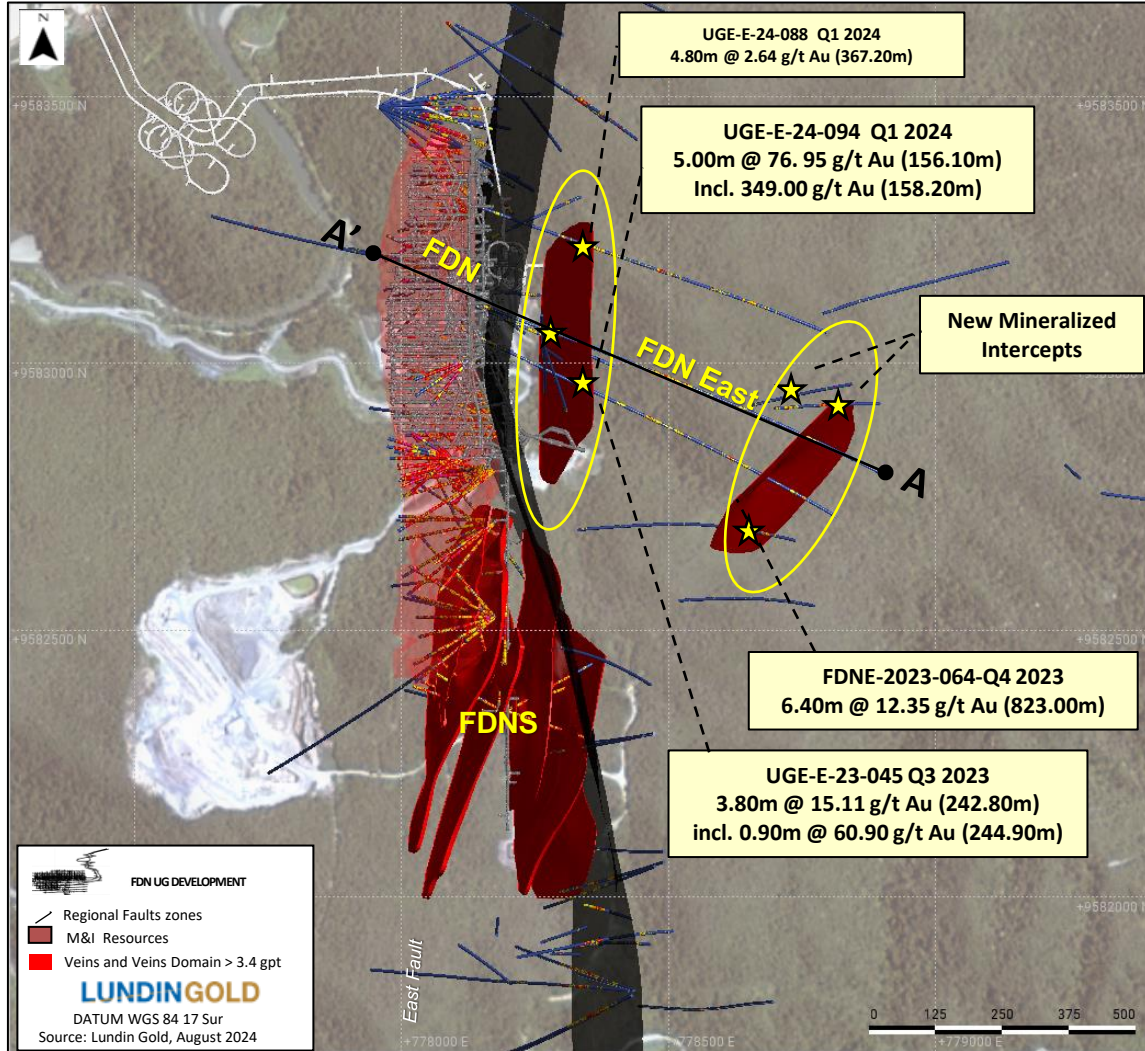 N
UGE-E-24-088 Q1 2024
4.80m @ 2.64 g/t Au (367.20m)
+9583500 N
+9583500 N
UGE-E-24-094 Q1 2024
5.00m @ 76. 95 g/t Au (156.10m)
Incl. 349.00 g/t Au (158.20m)
A’
FDN
New Mineralized
Intercepts
+9593000 N
FDN East
A
+9582500 N
+9582500 N
FDNS
FDNE-2023-064-Q4 2023
6.40m @ 12.35 g/t Au (823.00m)
UGE-E-23-045 Q3 2023
3.80m @ 15.11 g/t Au (242.80m)
incl. 0.90m @ 60.90 g/t Au (244.90m)
FDN UG DEVELOPMENT
Regional Faults zones
M&I Resources
Veins and Veins Domain > 3.4 gpt
LUNDINGOLD
DATUM WGS 84 17 Sur
Source: Lundin Gold, August 2024
+9582000 N
East Fault
0 125 250 375 500
+778000 E
+778500 E
+779000 E